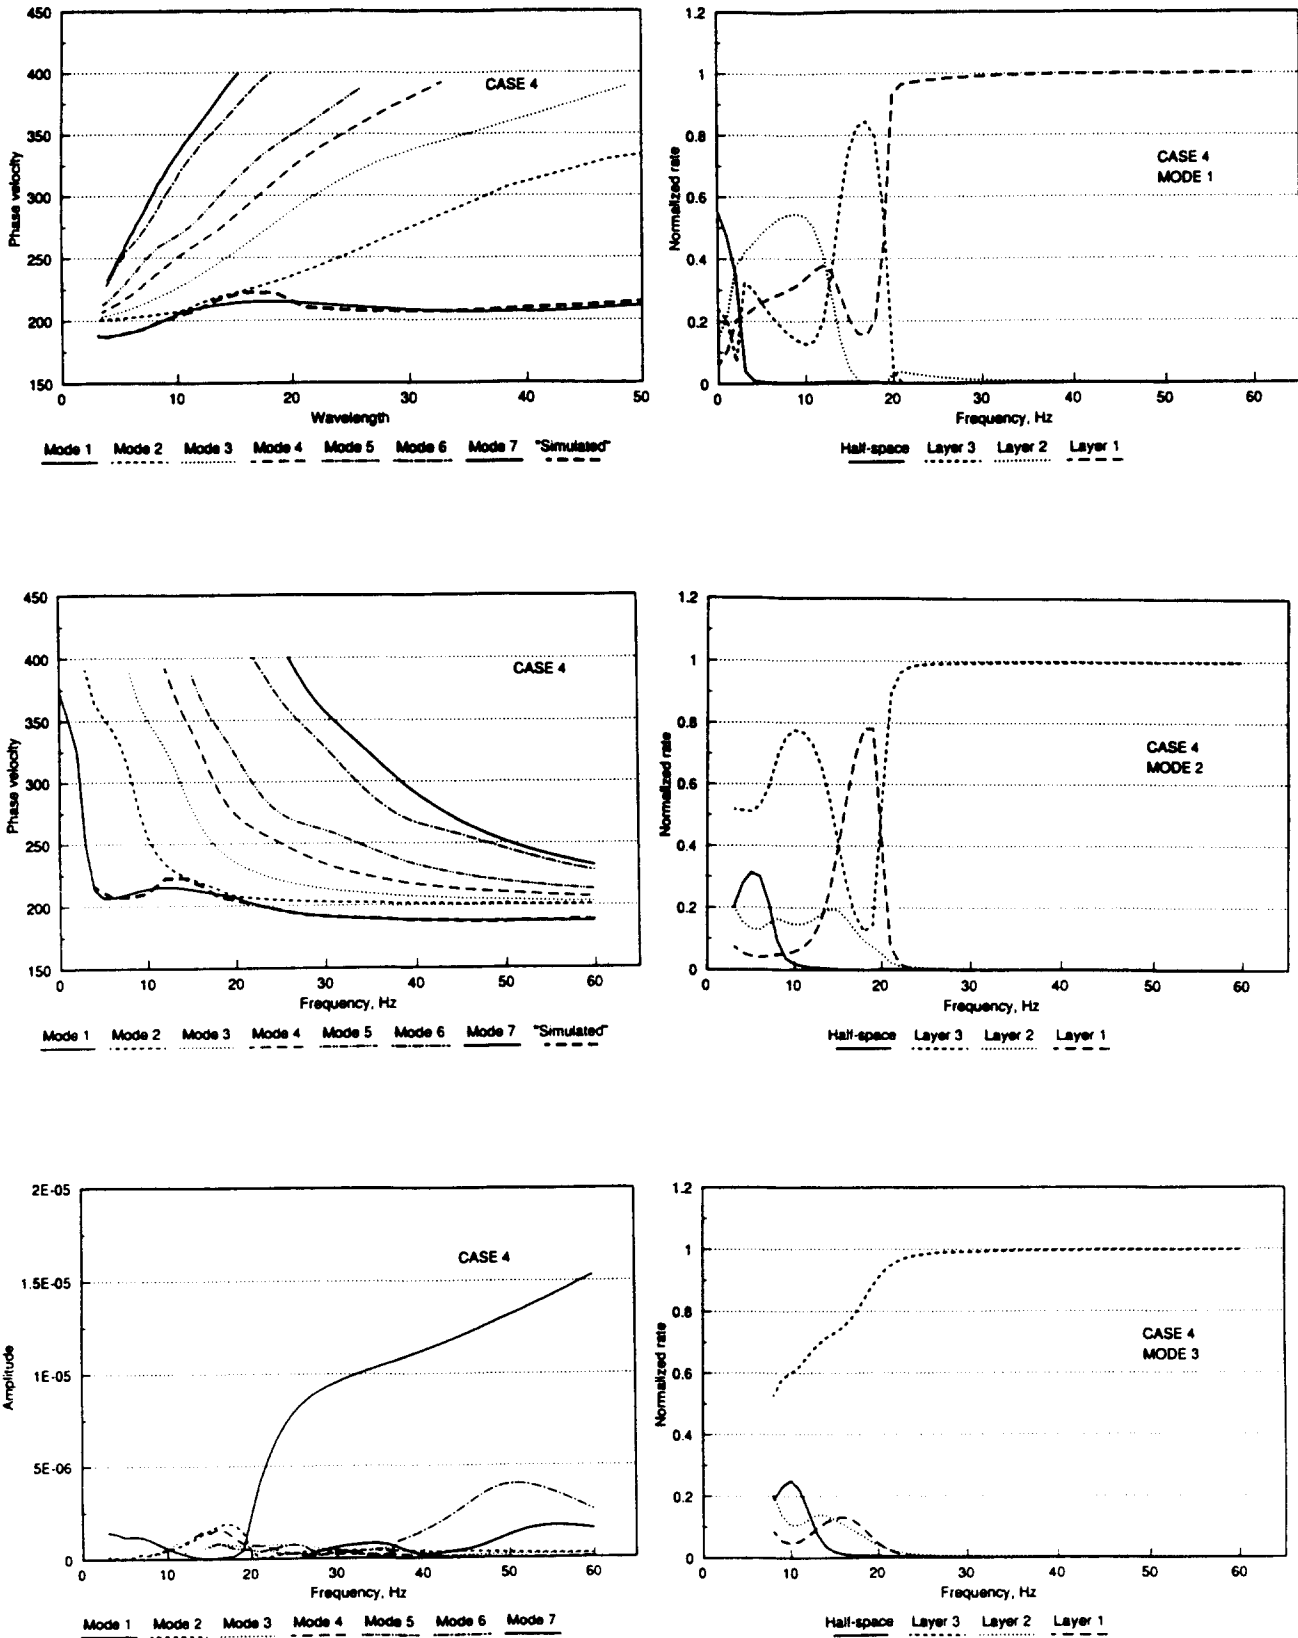 450
400
350
300
250
200
150
Phase velocity
CASE 4
0 10 20 30 40 50
Wavelength
Mode 1 Mode 2 Mode 3 Mode 4 Mode 5 Mode 6 Mode 7 "Simulated"
1.2
1
0.8
0.6
0.4
0.2
0
Normalized rate
CASE 4
MODE 1
0 10 20 30 40 50 60
Frequency, Hz
Half-space Layer 3 Layer 2 Layer 1
450
400
350
300
250
200
150
Phase velocity
CASE 4
0 10 20 30 40 50 60
Frequency, Hz
Mode 1 Mode 2 Mode 3 Mode 4 Mode 5 Mode 6 Mode 7 "Simulated"
1.2
1
0.8
0.6
0.4
0.2
0
Normalized rate
CASE 4
MODE 2
0 10 20 30 40 50 60
Frequency, Hz
Half-space Layer 3 Layer 2 Layer 1
2E-05
1.5E-05
1E-05
5E-06
0
Amplitude
CASE 4
0 10 20 30 40 50 60
Frequency, Hz
Mode 1 Mode 2 Mode 3 Mode 4 Mode 5 Mode 6 Mode 7
1.2
1
0.8
0.6
0.4
0.2
0
Normalized rate
CASE 4
MODE 3
0 10 20 30 40 50 60
Frequency, Hz
Half-space Layer 3 Layer 2 Layer 1